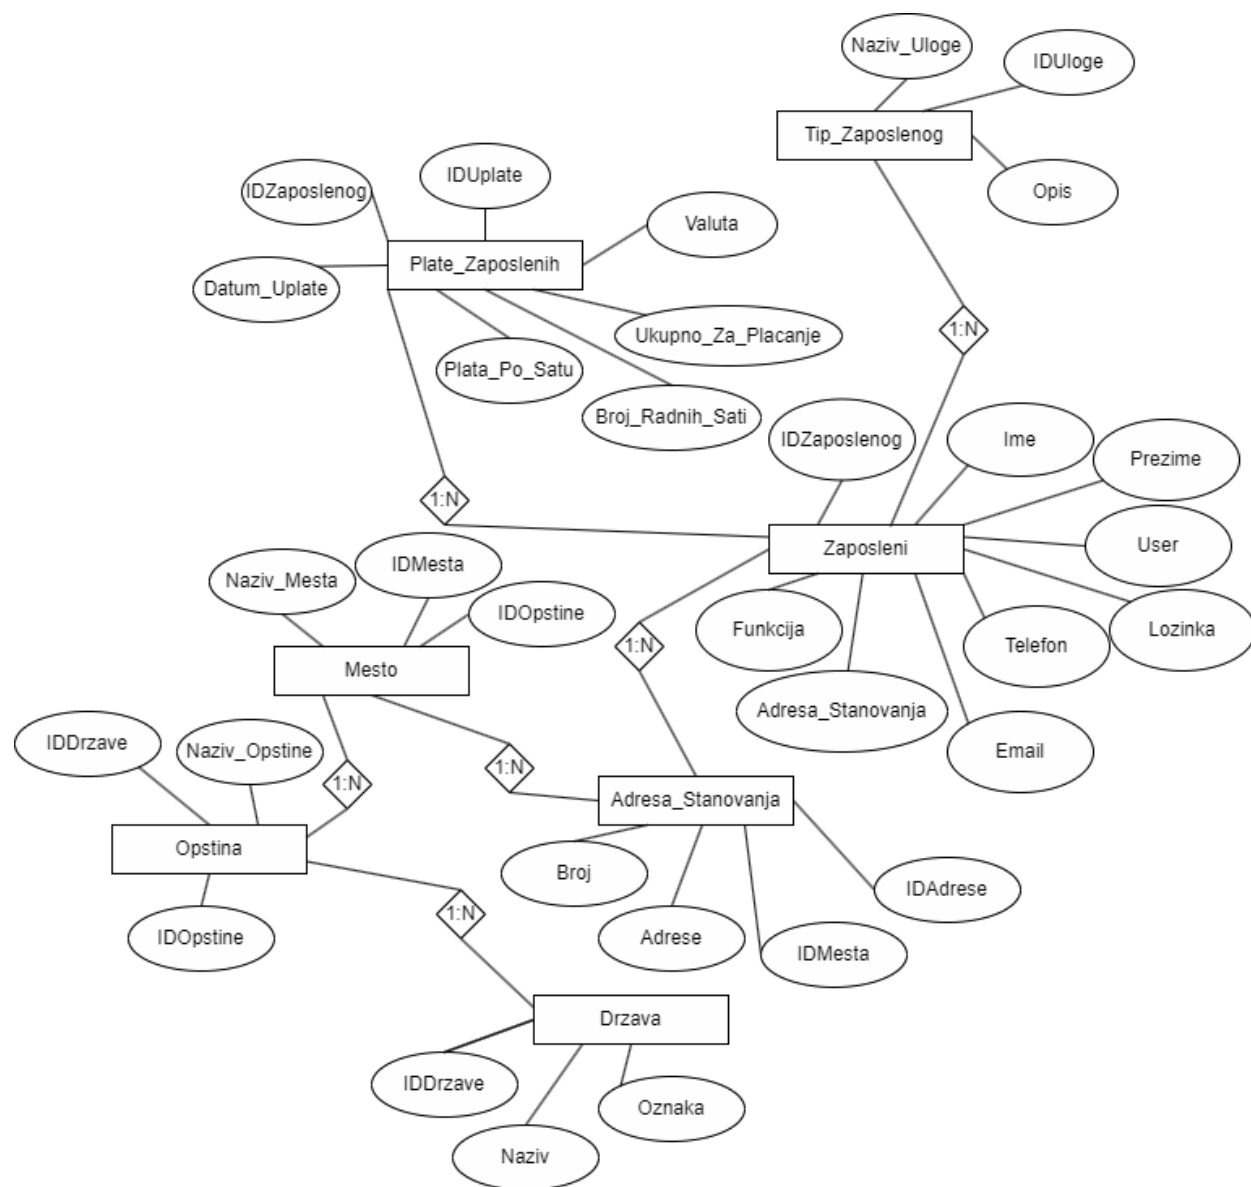 Naziv_Uloge
IDUloge
Tip_Zaposlenog
Opis
IDZaposlenog
IDUplate
Valuta
Plate_Zaposlenih
Datum_Uplate
Ukupno_Za_Placanje
1:N
Plata_Po_Satu
Broj_Radnih_Sati
IDZaposlenog
Ime
Prezime
1:N
Zaposleni
User
Naziv_Mesta
IDMesta
IDOpstine
Funkcija
Telefon
Lozinka
1:N
Mesto
Adresa_Stanovanja
IDDrzave
Naziv_Opstine
Email
1:N
1:N
Adresa_Stanovanja
Opstina
Broj
IDAdrese
1:N
IDOpstine
Adrese
IDMesta
Drzava
IDDrzave
Oznaka
Naziv